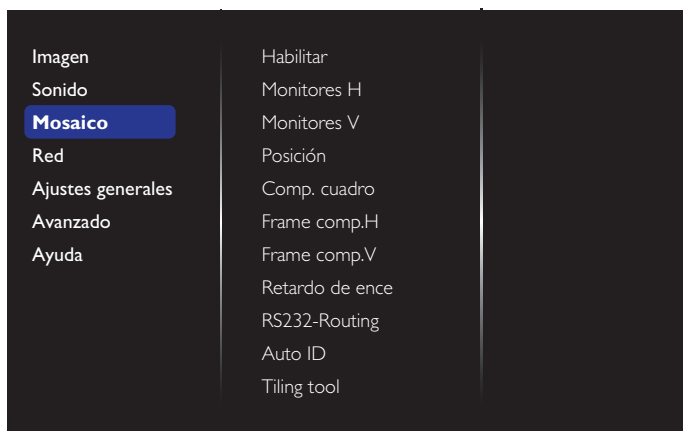 Imagen
Sonido
Mosaico
Red
Ajustes generales
Avanzado
Ayuda
Habilitar
Monitores H
Monitores V
Posición
Comp. cuadro
Frame comp.H
Frame comp.V
Retardo de ence
RS232-Routing
Auto ID
Tiling tool